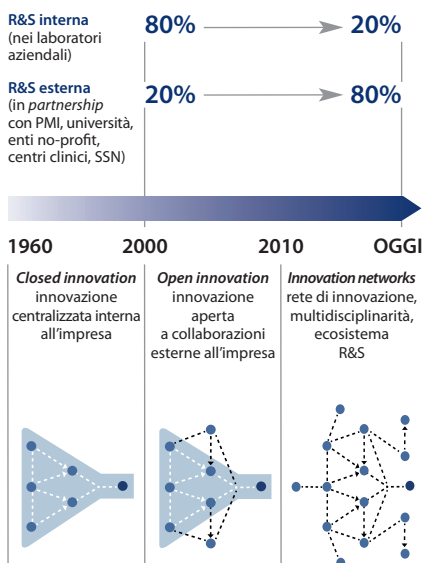 R&S interna
(nei laboratori
aziendali)
80%
20%
R&S esterna
(in partnership
con PMI, università,
enti no-profit,
centri clinici, SSN)
20%
80%
1960
2000
2010
OGGI
Closed innovation
innovazione
centralizzata interna
all’impresa
Open innovation
innovazione
aperta
a collaborazioni
esterne all’impresa
Innovation networks
rete di innovazione,
multidisciplinarità,
ecosistema
R&S